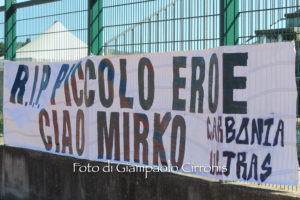 R.I.P. PICCOLO EROE
CIAO MIRKO
CARBONIA
ULTRAS
Foto di Giampaolo Cirronis